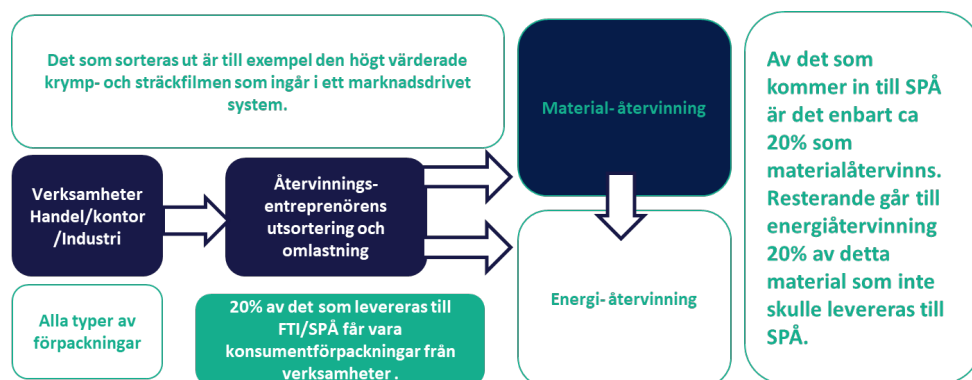 Det som sorteras ut är till exempel den högt värderade
krymp- och sträckfilmen som ingår i ett marknadsdrivet
system.
Material- återvinning
Av det som
kommer in till SPÅ
är det enbart ca
20% som
materialåtervinns.
Resterande går till
energiåtervinning
20% av detta
material som inte
skulle levereras till
SPÅ.
Verksamheter
Handel/kontor
/Industri
Återvinnings-
entreprenörens
utsortering och
omlastning
Energi- återvinning
Alla typer av
förpackningar
20% av det som levereras till
FTI/SPÅ får vara
konsumentförpackningar från
verksamheter .